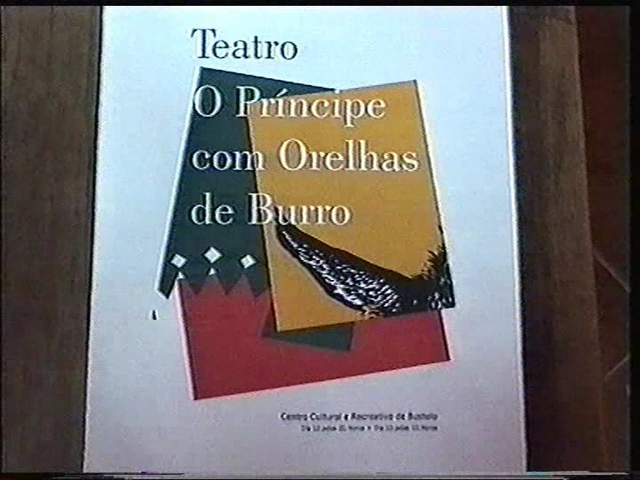 Teatro
O Príncipe
com Orelhas
de Burro
Centro Cultural e Recreativo de Bustelo